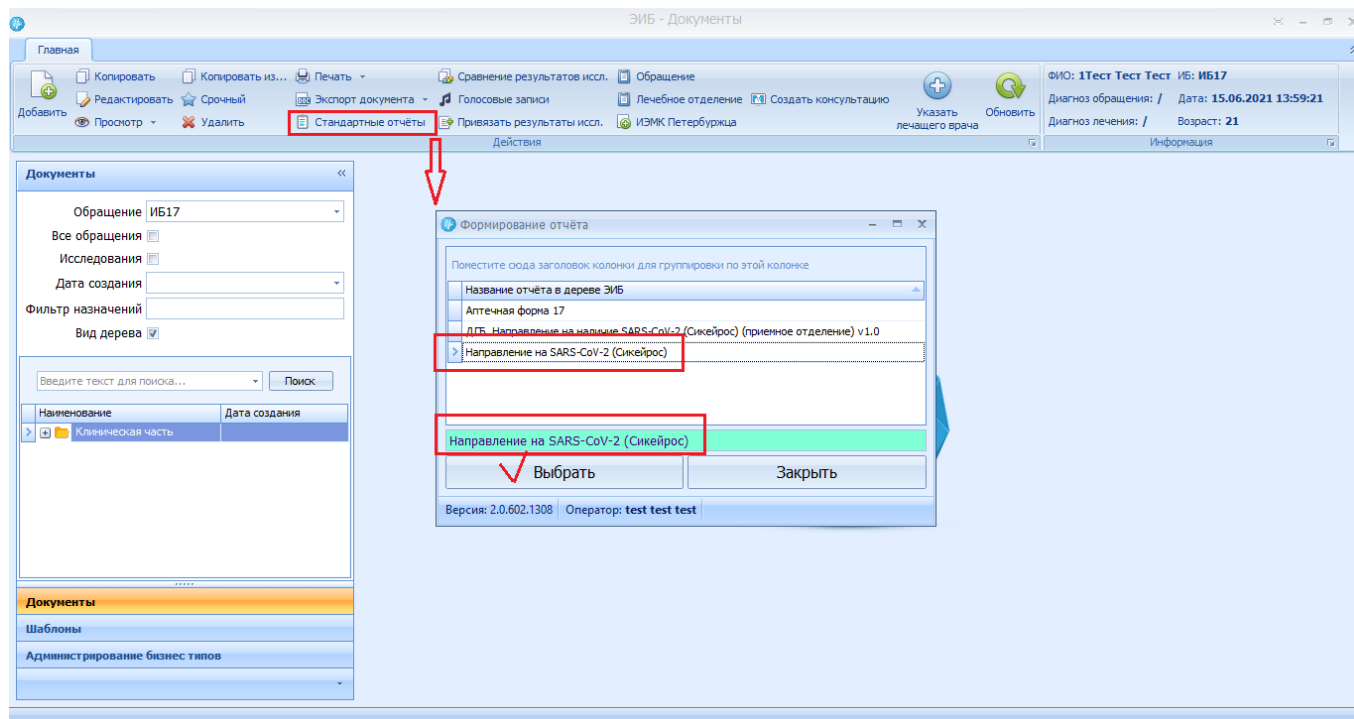 ЭИБ - Документы
Главная
Добавить
Копировать
Копировать из...
Печать
Редактировать
Срочный
Экспорт документа
Просмотр
Удалить
Стандартные отчёты
Сравнение результатов иссл.
Обращение
Голосовые записи
Лечебное отделение
Создать консультацию
Привязать результаты иссл.
ИЭМК Петербуржца
Указать лечащего врача
Обновить
Действия
ФИО: 1Тест Тест Тест ИБ: ИБ17
Диагноз обращения: / Дата: 15.06.2021 13:59:21
Диагноз лечения: / Возраст: 21
Информация
Документы
Обращение ИБ17
Все обращения
Исследования
Дата создания
Фильтр назначений
Вид дерева
Введите текст для поиска...
Поиск
Наименование Дата создания
Клиническая часть
Документы
Шаблоны
Администрирование бизнес типов
Формирование отчёта
Поместите сюда заголовок колонки для группировки по этой колонке
Название отчёта в дереве ЭИБ
Аптечная форма 17
ДГБ. Направление на наличие SARS-CoV-2 (Сикейрос) (приемное отделение) v1.0
Направление на SARS-CoV-2 (Сикейрос)
Направление на SARS-CoV-2 (Сикейрос)
Выбрать
Закрыть
Версия: 2.0.602.1308 Оператор: test test test